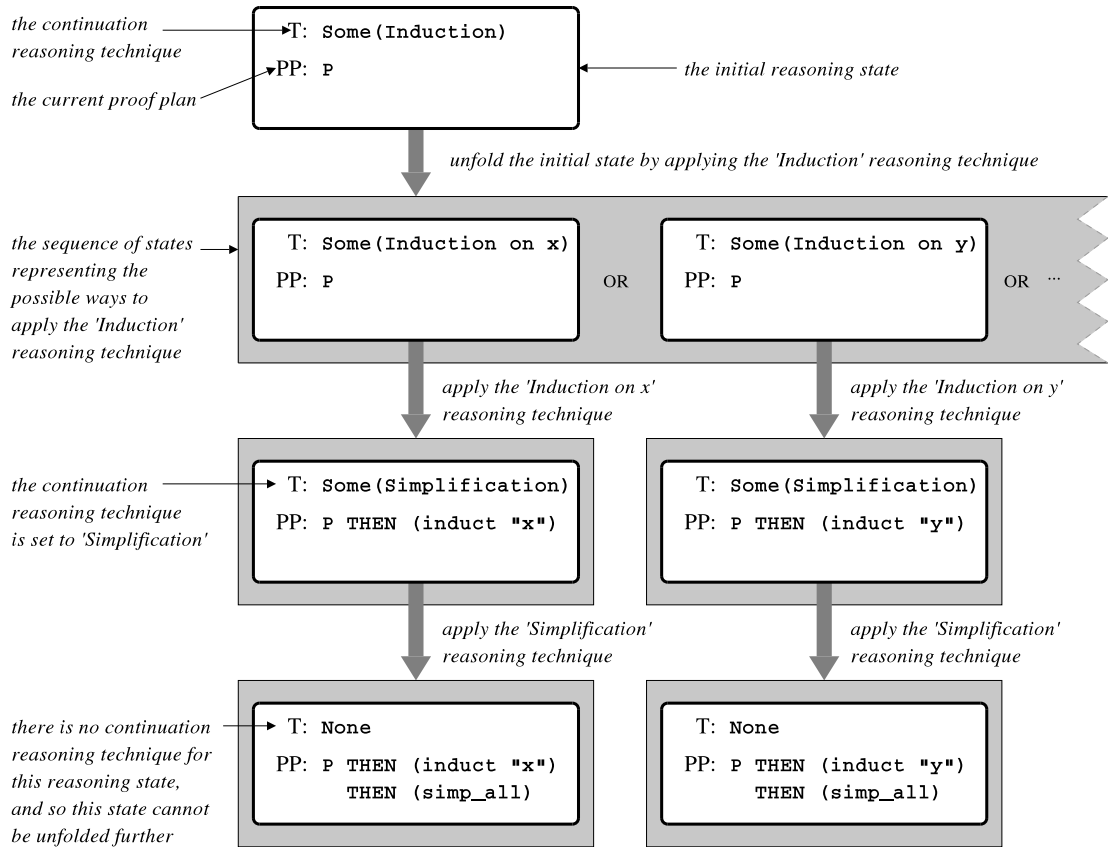 the continuation
reasoning technique
the current proof plan
T: Some(Induction)
PP: P
the initial reasoning state
unfold the initial state by applying the 'Induction' reasoning technique
the sequence of states
representing the
possible ways to
apply the 'Induction'
reasoning technique
T: Some(Induction on x)
PP: P
OR
T: Some(Induction on y)
PP: P
OR ...
apply the 'Induction on x'
reasoning technique
apply the 'Induction on y'
reasoning technique
the continuation
reasoning technique
is set to 'Simplification'
T: Some(Simplification)
PP: P THEN (induct "x")
T: Some(Simplification)
PP: P THEN (induct "y")
apply the 'Simplification'
reasoning technique
apply the 'Simplification'
reasoning technique
there is no continuation
reasoning technique for
this reasoning state,
and so this state cannot
be unfolded further
T: None
PP: P THEN (induct "x")
THEN (simp_all)
T: None
PP: P THEN (induct "y")
THEN (simp_all)